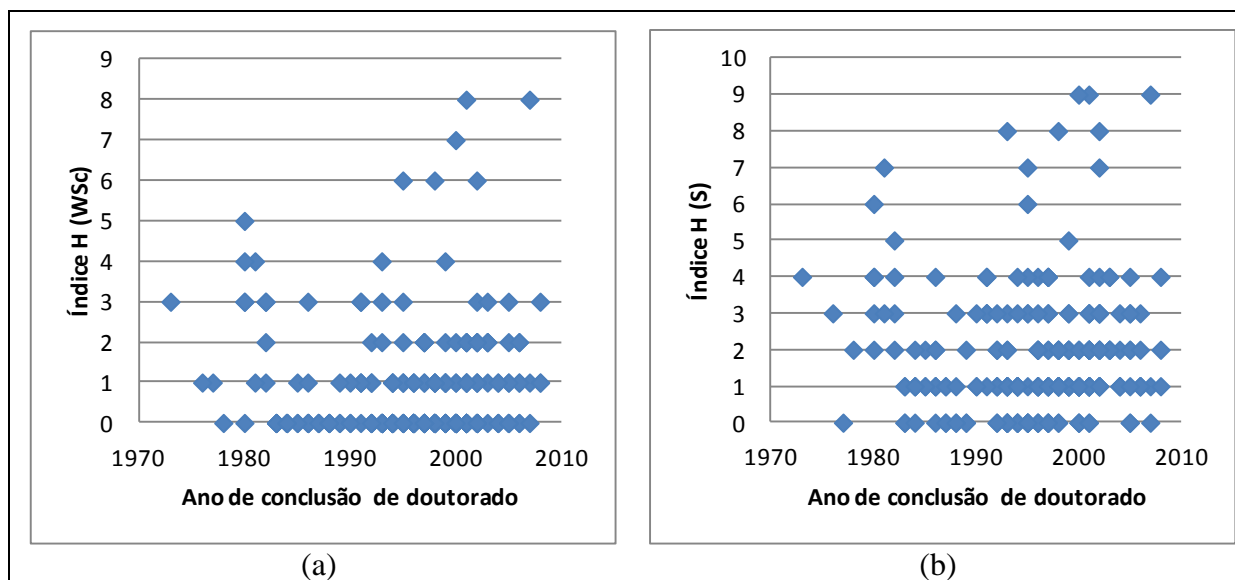 9
8
7
6
5
4
3
2
1
0
Índice H (WSc)
1970 1980 1990 2000 2010
Ano de conclusão de doutorado
(a)
10
9
8
7
6
5
4
3
2
1
0
Índice H (S)
1970 1980 1990 2000 2010
Ano de conclusão de doutorado
(b)